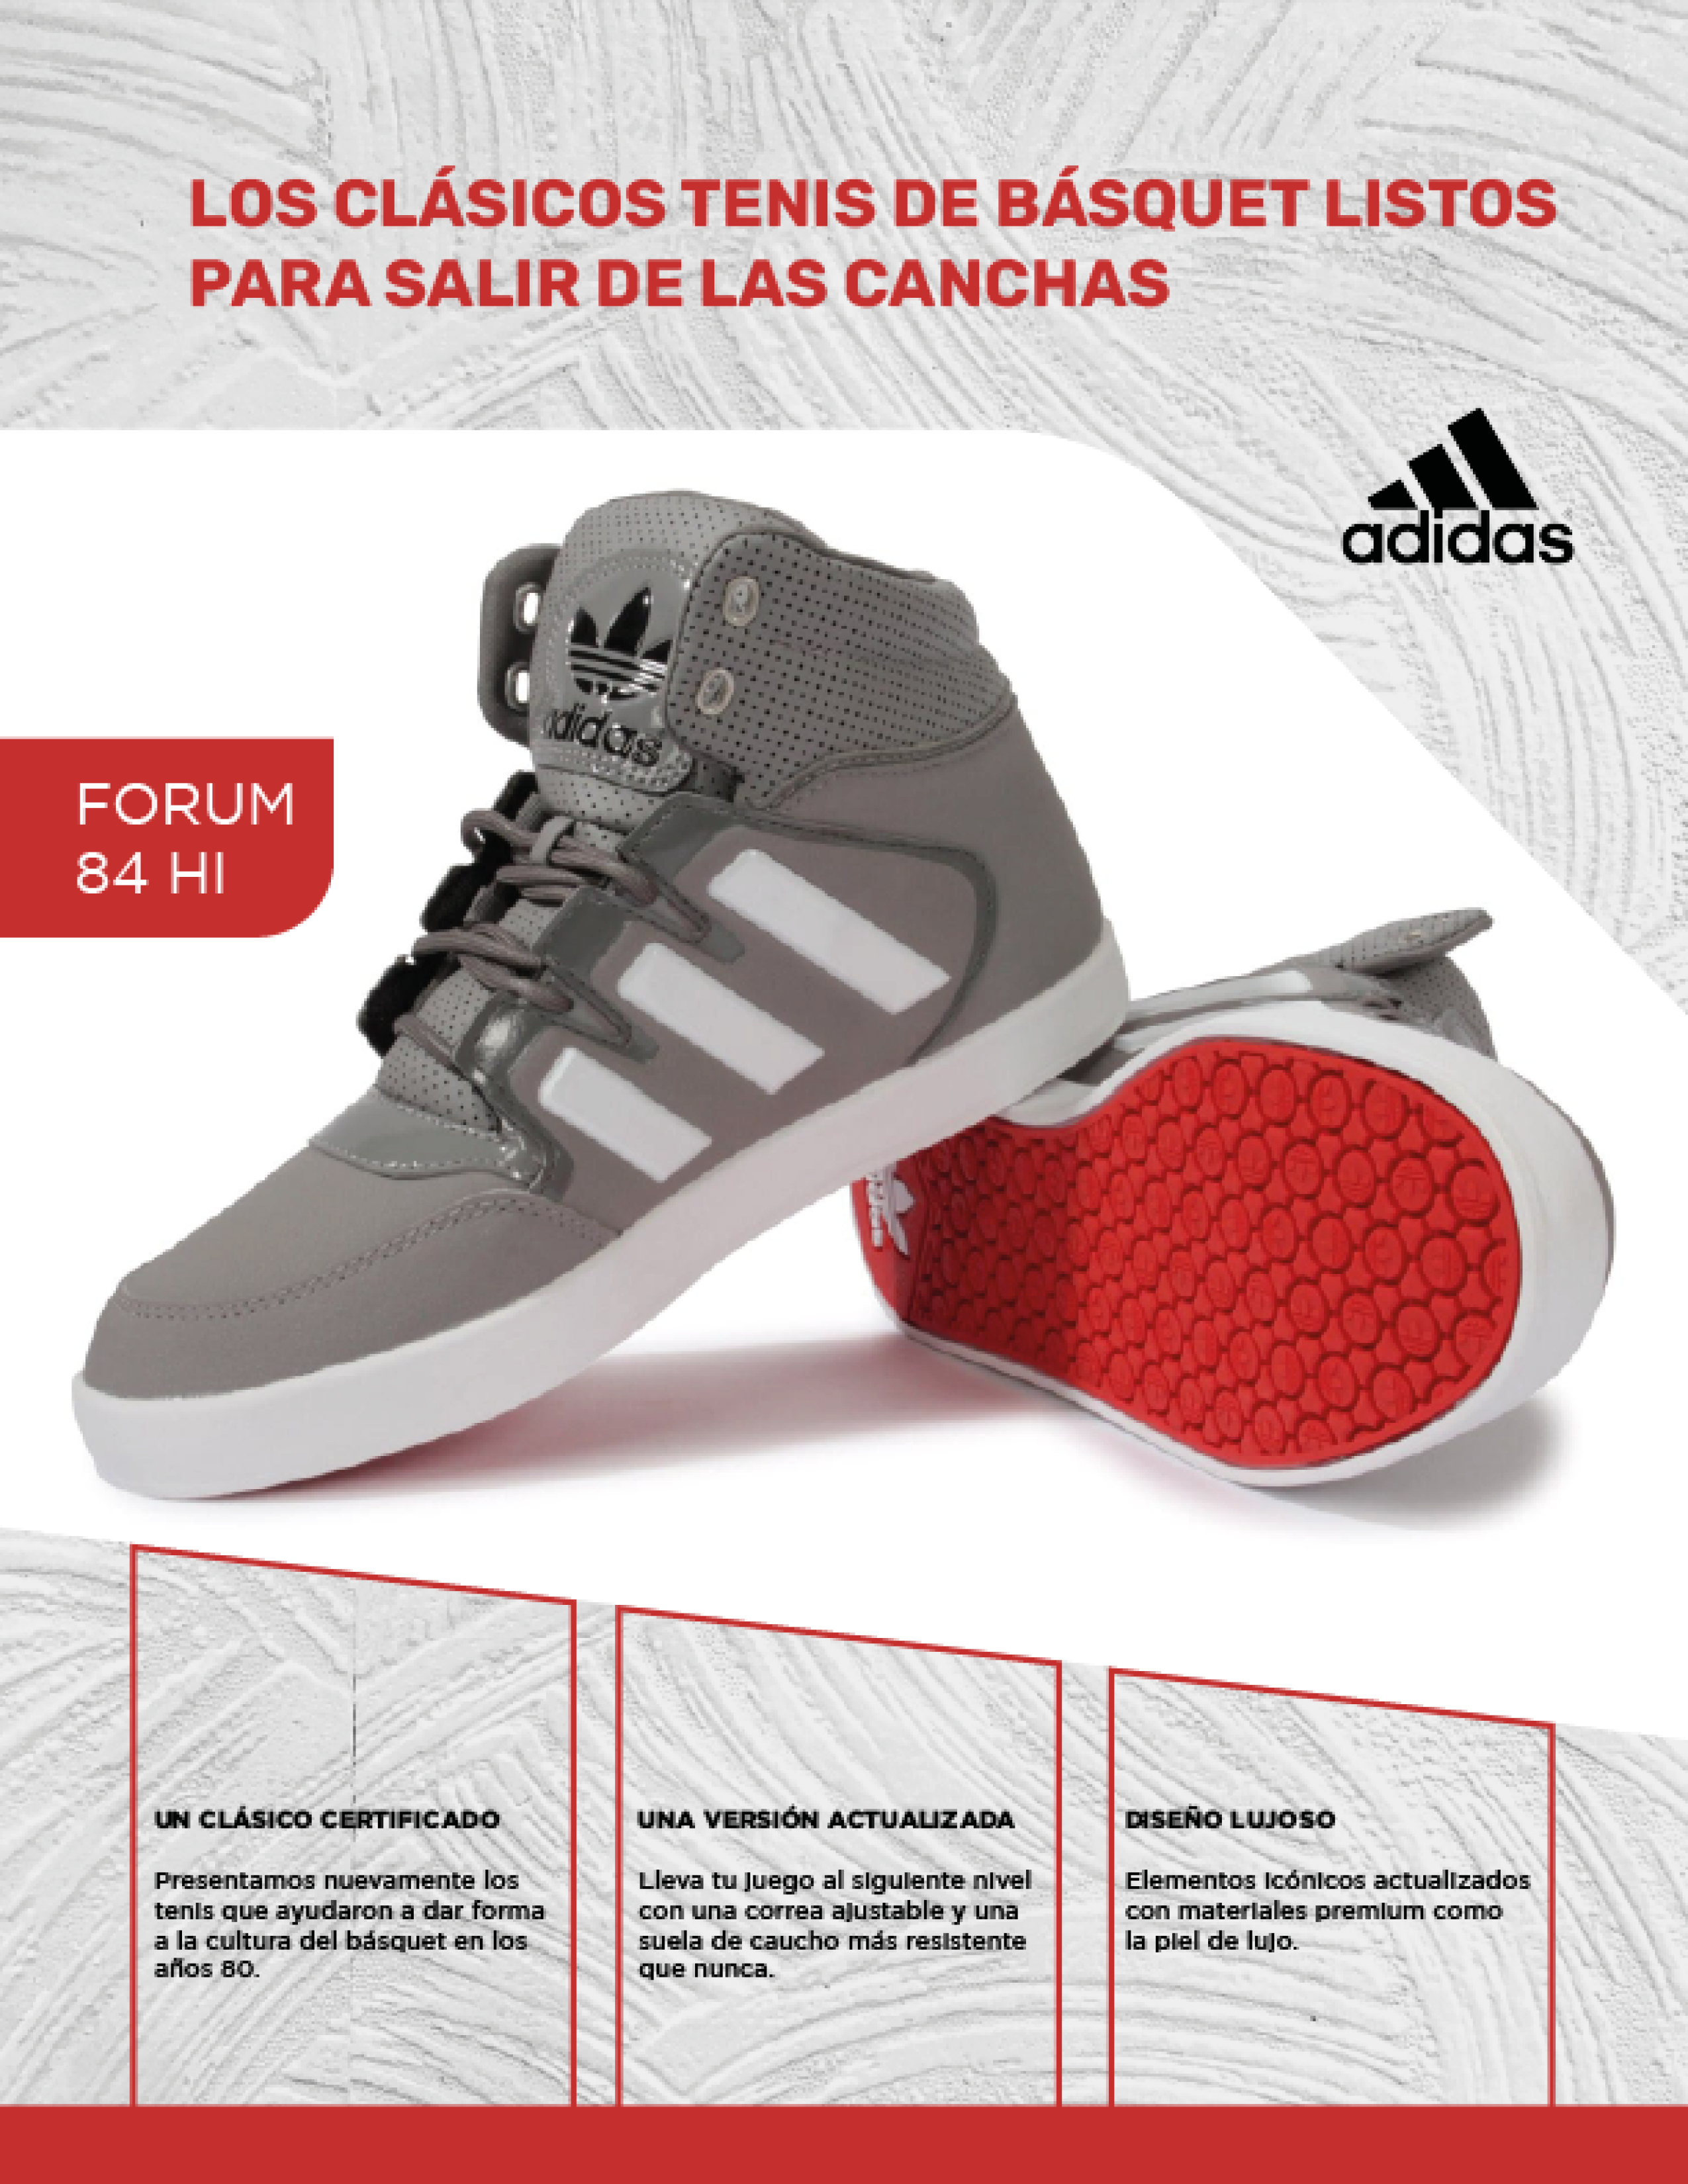 LOS CLÁSICOS TENIS DE BÁSQUET LISTOS
PARA SALIR DE LAS CANCHAS
adidas
adidas
FORUM
84 HI
UN CLÁSICO CERTIFICADO
Presentamos nuevamente los
tenis que ayudaron a dar forma
a la cultura del básquet en los
años 80.
UNA VERSIÓN ACTUALIZADA
Lleva tu juego al siguiente nivel
con una correa ajustable y una
suela de caucho más resistente
que nunca.
DISEÑO LUJOSO
Elementos icónicos actualizados
con materiales premium como
la piel de lujo.